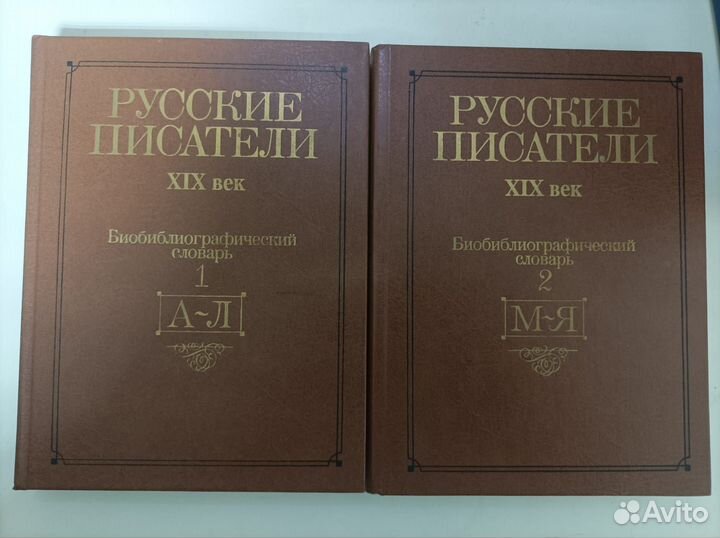 РУССКИЕ
ПИСАТЕЛИ
XIX век
Биобиблиографический
словарь
1
А~Л
РУССКИЕ
ПИСАТЕЛИ
XIX век
Биобиблиографический
словарь
2
М~Я
Avito